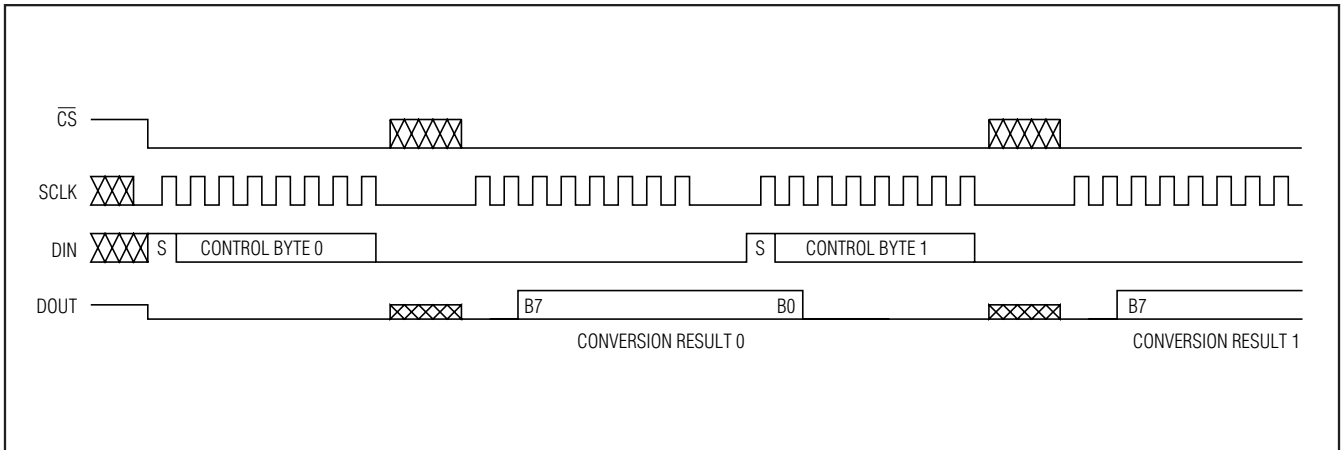 CS
SCLK
DIN S CONTROL BYTE 0 S CONTROL BYTE 1
DOUT B7 B0 B7
CONVERSION RESULT 0 CONVERSION RESULT 1